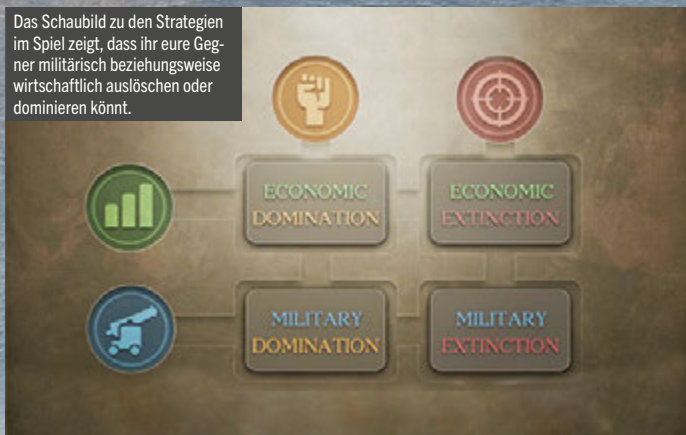 Das Schaubild zu den Strategien
im Spiel zeigt, dass ihr eure Geg-
ner militärisch beziehungsweise
wirtschaftlich auslöschen oder
dominieren könnt.
ECONOMIC
DOMINATION
ECONOMIC
EXTINCTION
MILITARY
DOMINATION
MILITARY
EXTINCTION